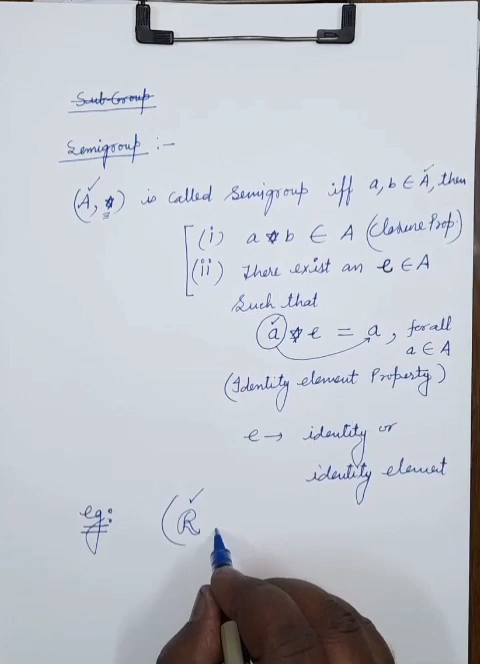 Sub-Group
Semigroup :-
(A, *) is called Semigroup iff a, b ∈ A, then
(i) a * b ∈ A (Closure Prop)
(ii) There exist an e ∈ A
Such that
a * e = a, for all
a ∈ A
(Identity element Property)
e → identity or
identity element
eg: (R